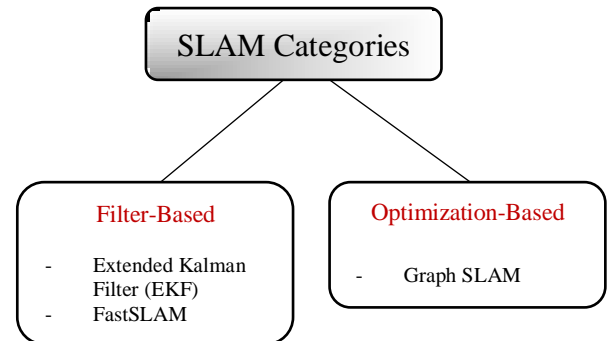 SLAM Categories
Filter-Based
- Extended Kalman
Filter (EKF)
- FastSLAM
Optimization-Based
- Graph SLAM